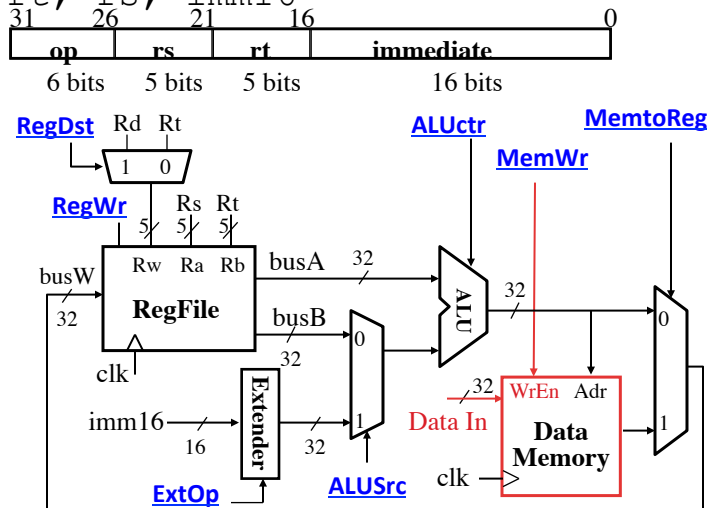 rt, rs, imm16
31 26 21 16 0
op rs rt immediate
6 bits 5 bits 5 bits 16 bits
RegDst Rd Rt ALUctr MemtoReg
1 0 MemWr
RegWr Rs Rt
5 5 5
busW Rw Ra Rb busA 32 32
32 RegFile ALU 0
busB 0
clk 32
Extender 32 WrEn Adr
imm16 1 Data In 1
16 32 Data
Memory
clk
ExtOp ALUSrc